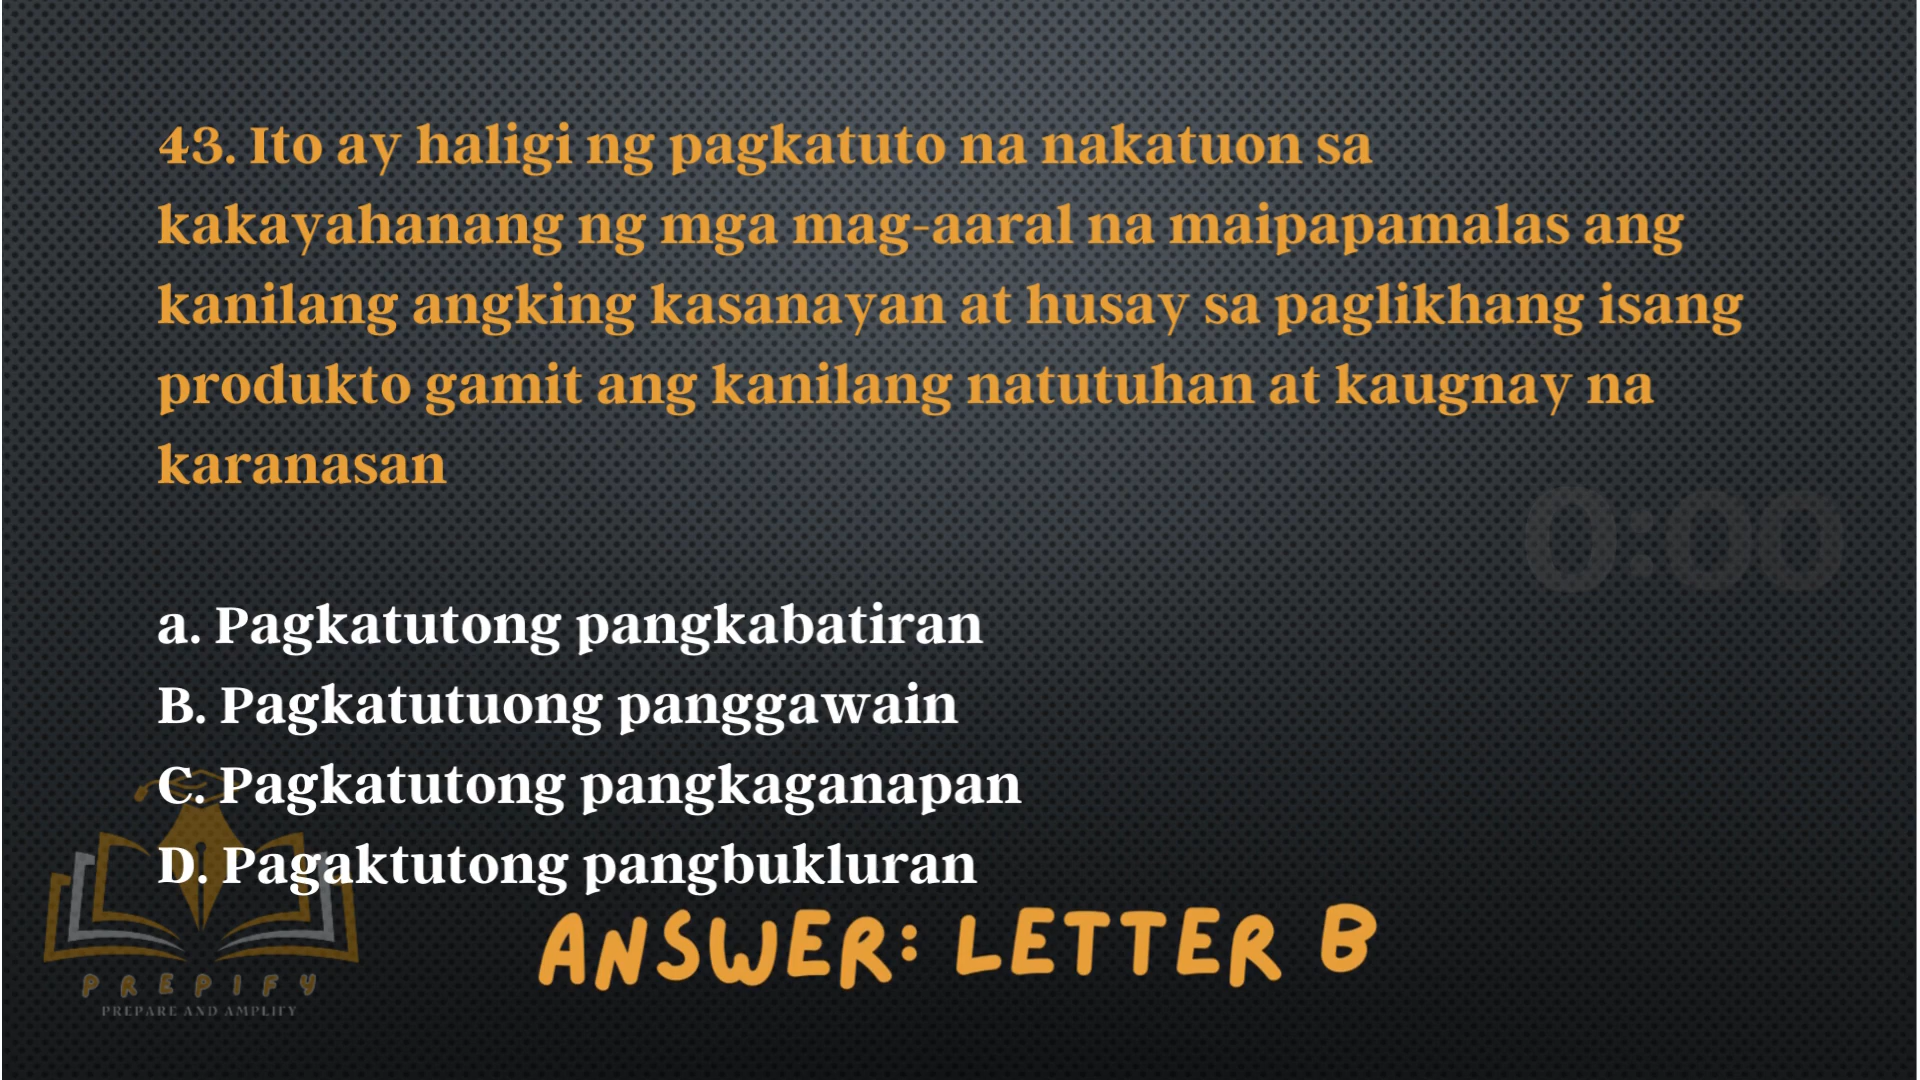 43. Ito ay haligi ng pagkatuto na nakatuon sa
kakayahanang ng mga mag-aaral na maipapamalas ang
kanilang angking kasanayan at husay sa paglikhang isang
produkto gamit ang kanilang natutuhan at kaugnay na
karanasan
0:00
a. Pagkatutong pangkabatiran
B. Pagkatutuong panggawain
C. Pagkatutong pangkaganapan
D. Pagaktutong pangbukluran
ANSWER: LETTER B
PREPIFY
PREPARE AND AMPLIFY